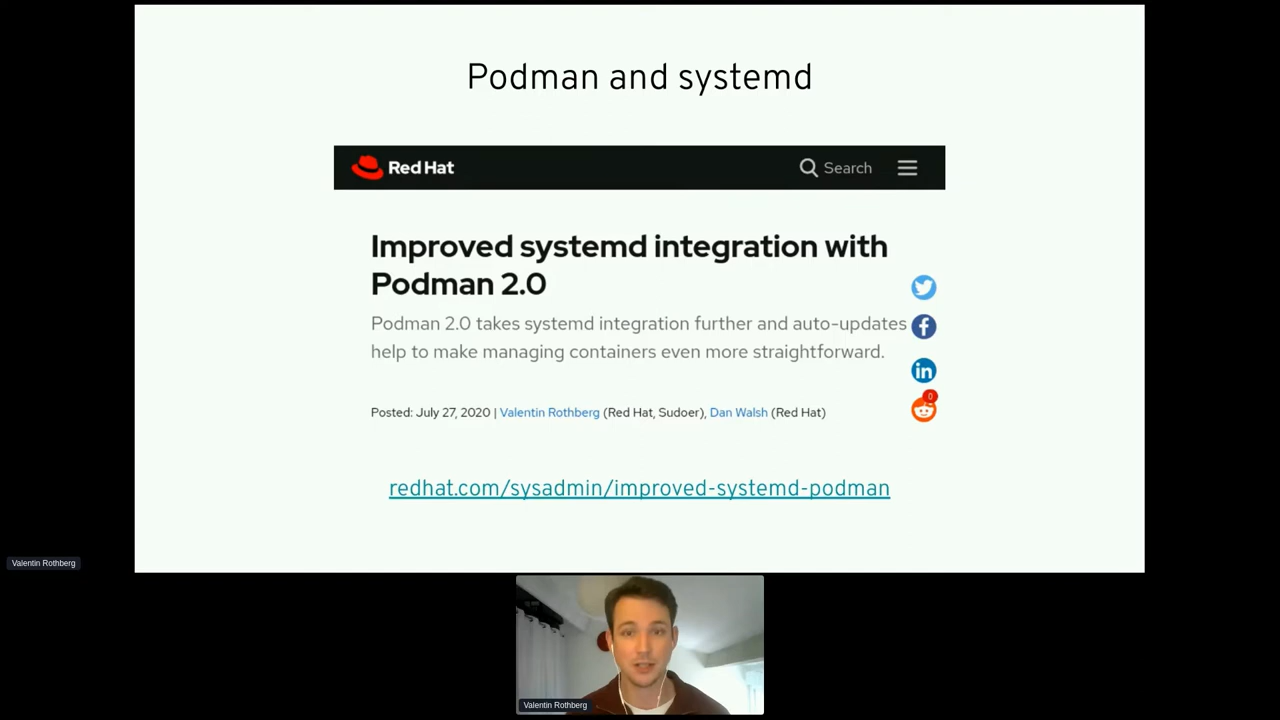 Podman and systemd
Red Hat
Search
Improved systemd integration with
Podman 2.0
Podman 2.0 takes systemd integration further and auto-updates
help to make managing containers even more straightforward.
0
Posted: July 27, 2020 | Valentin Rothberg (Red Hat, Sudoer), Dan Walsh (Red Hat)
redhat.com/sysadmin/improved-systemd-podman
Valentin Rothberg
Valentin Rothberg